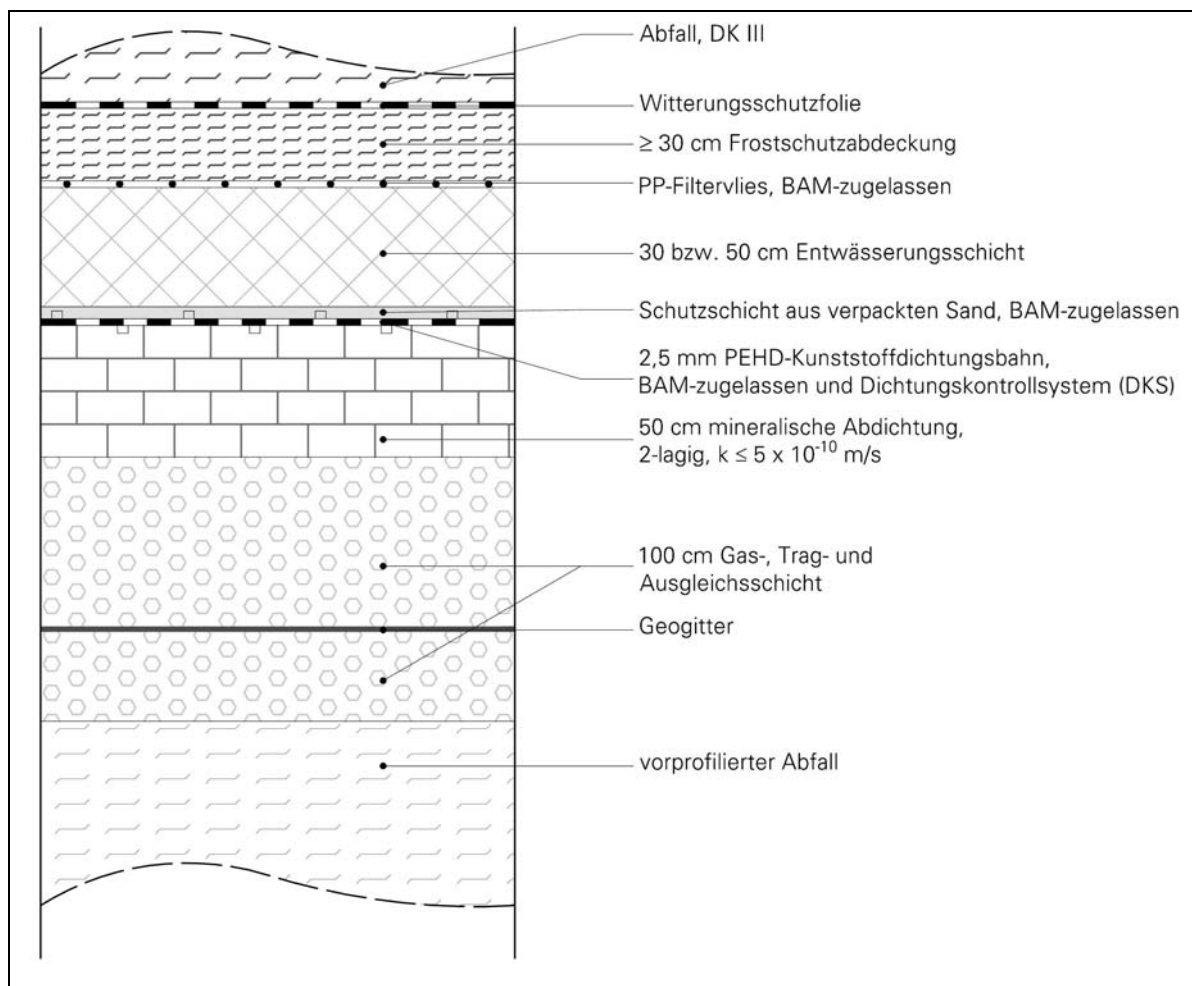 Abfall, DK III
Witterungsschutzfolie
≥ 30 cm Frostschutzabdeckung
PP-Filtervlies, BAM-zugelassen
30 bzw. 50 cm Entwässerungsschicht
Schutzschicht aus verpackten Sand, BAM-zugelassen
2,5 mm PEHD-Kunststoffdichtungsbahn,
BAM-zugelassen und Dichtungskontrollsystem (DKS)
50 cm mineralische Abdichtung,
2-lagig, k ≤ 5 x 10⁻¹⁰ m/s
100 cm Gas-, Trag- und
Ausgleichsschicht
Geogitter
vorprofilierter Abfall